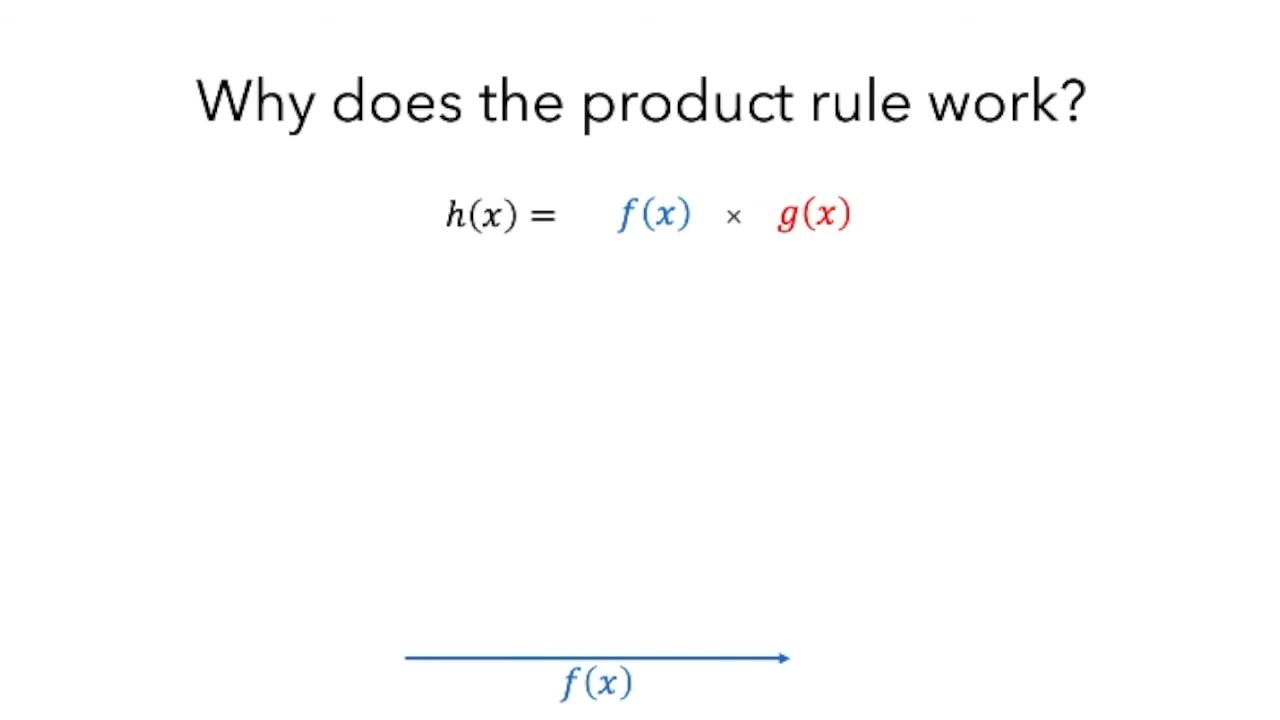 Why does the product rule work?
h(x) = f(x) × g(x)
f(x)